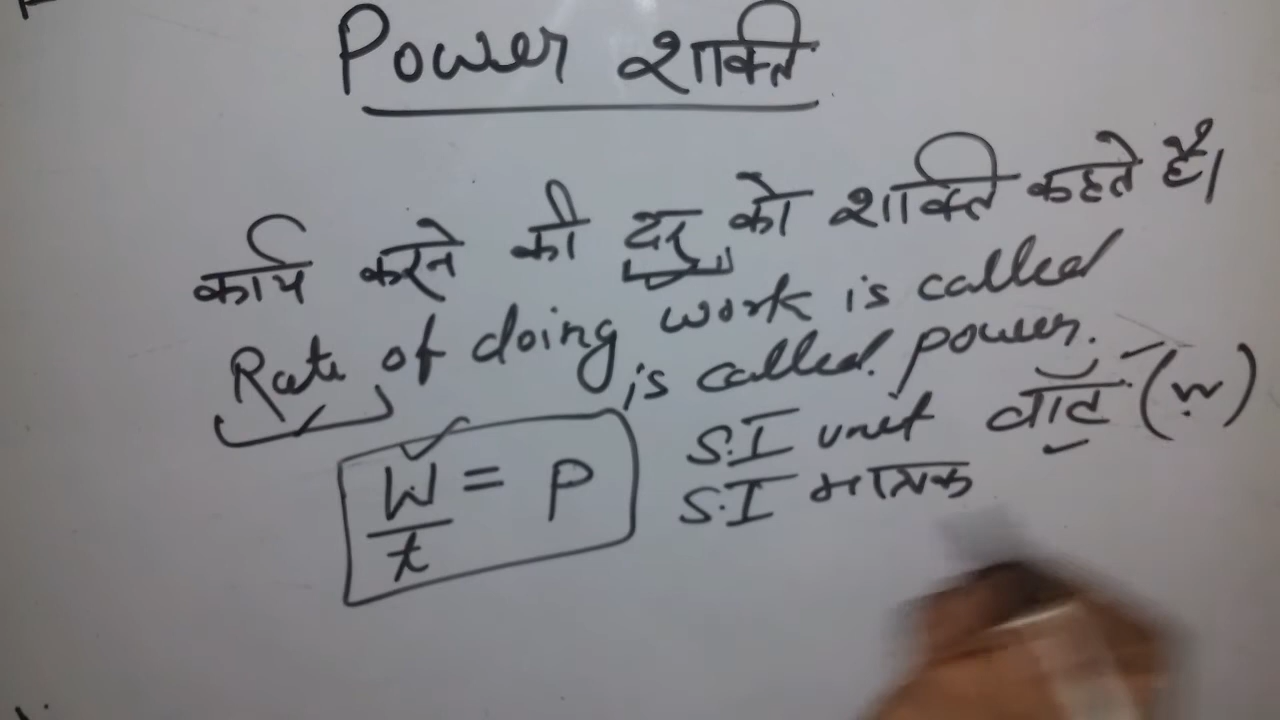 Power शक्ति
कार्य करने की दर को शक्ति कहते हैं।
Rate of doing work is called
is called power.
W/t = P
S.I unit वाट (W)
S.I मात्रक